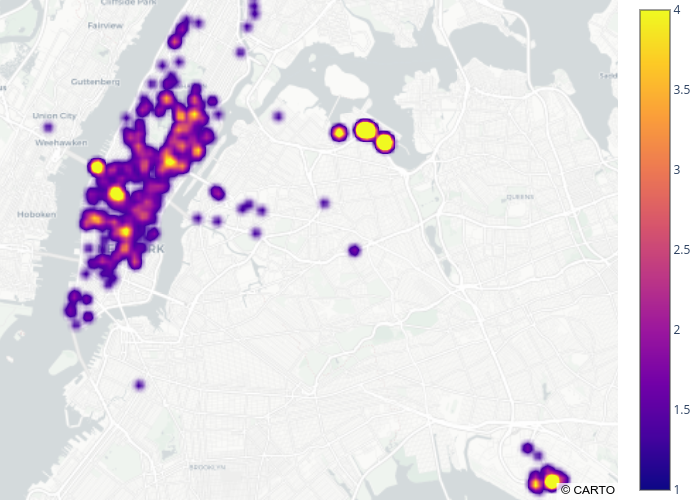 Cliffside Park
Fairview
Guttenberg
Union City
Weehawken
Hoboken
QUEENS
BROOKLYN
© CARTO
4
3.5
3
2.5
2
1.5
1